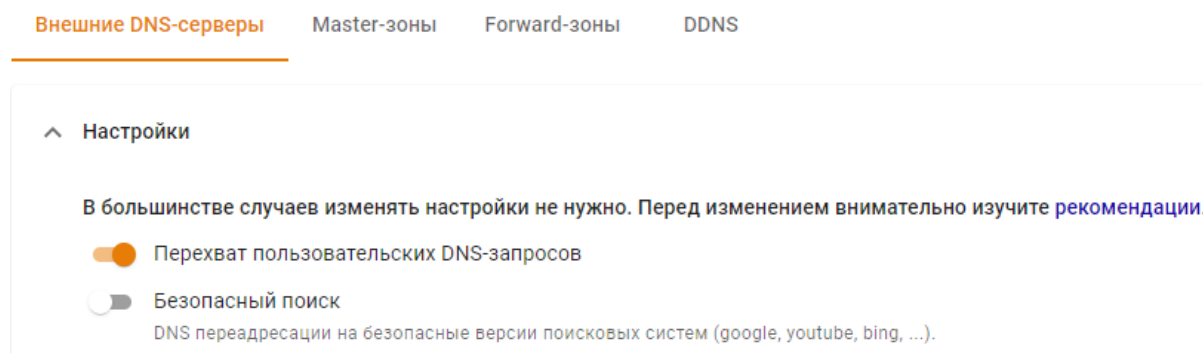 Внешние DNS-серверы Master-зоны Forward-зоны DDNS
Настройки
В большинстве случаев изменять настройки не нужно. Перед изменением внимательно изучите рекомендации.
Перехват пользовательских DNS-запросов
Безопасный поиск
DNS переадресации на безопасные версии поисковых систем (google, youtube, bing, ...).